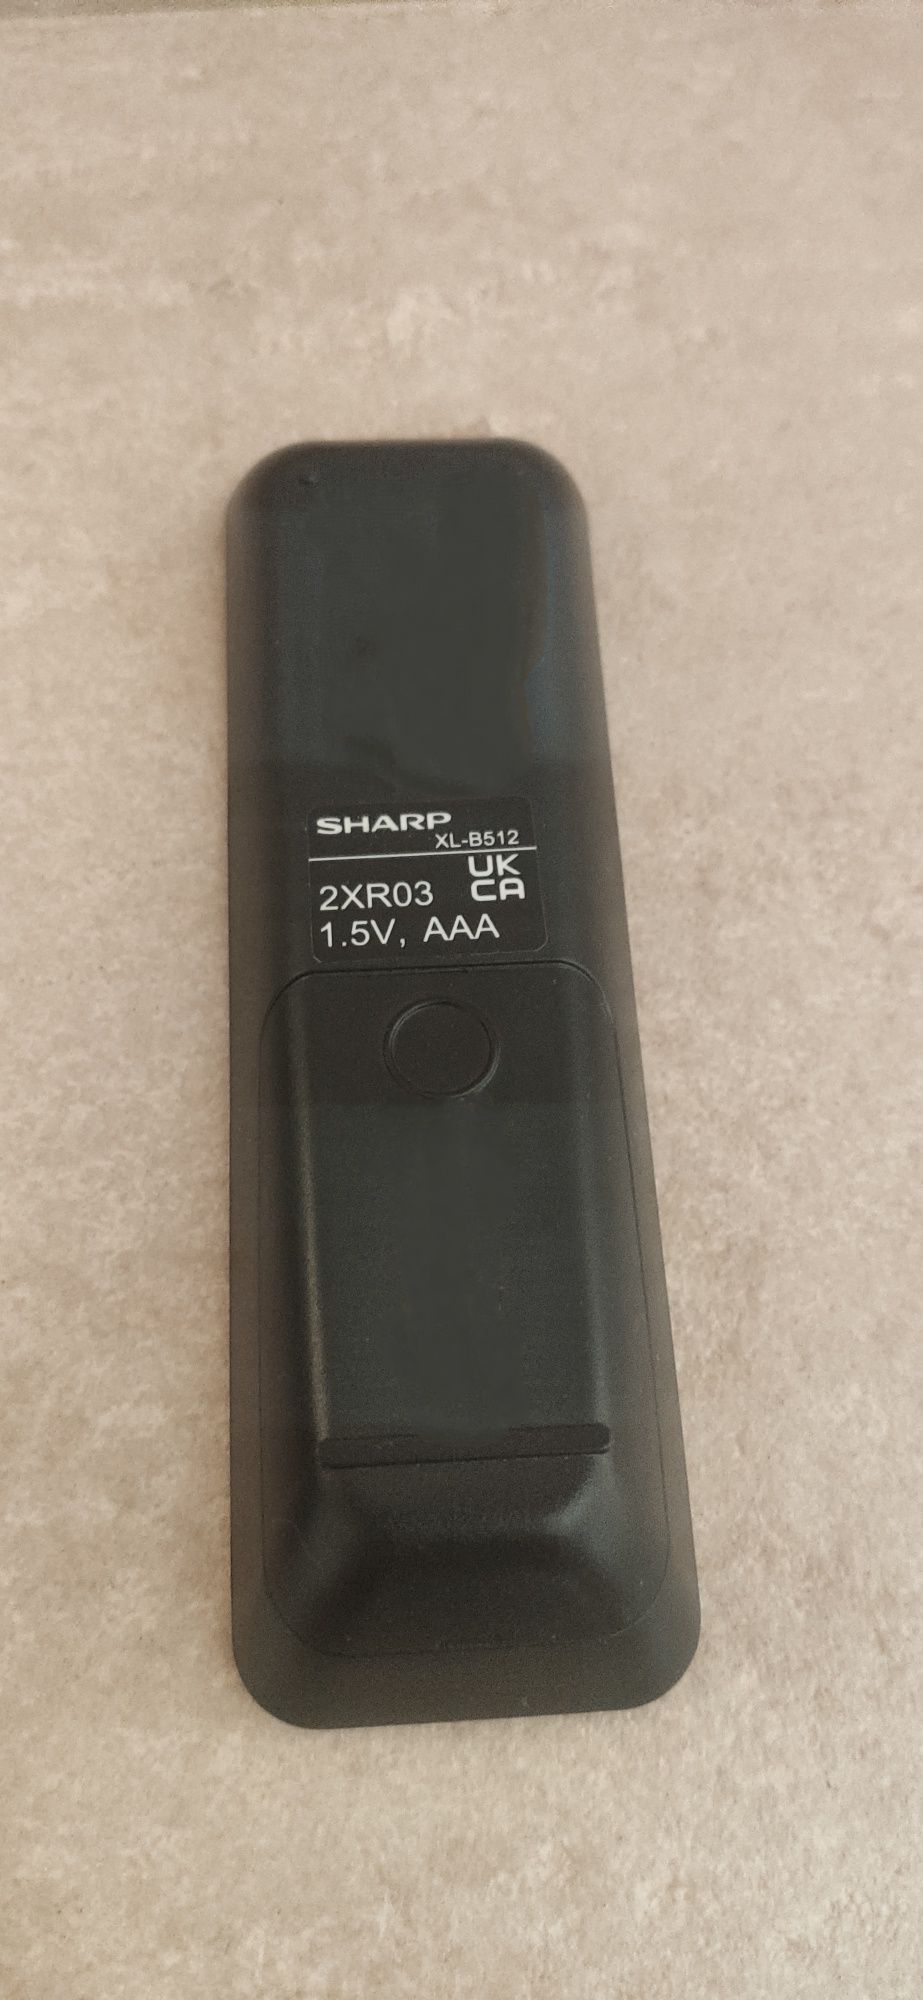 SHARP
XL-B512
2XR03
UK
CA
1.5V, AAA